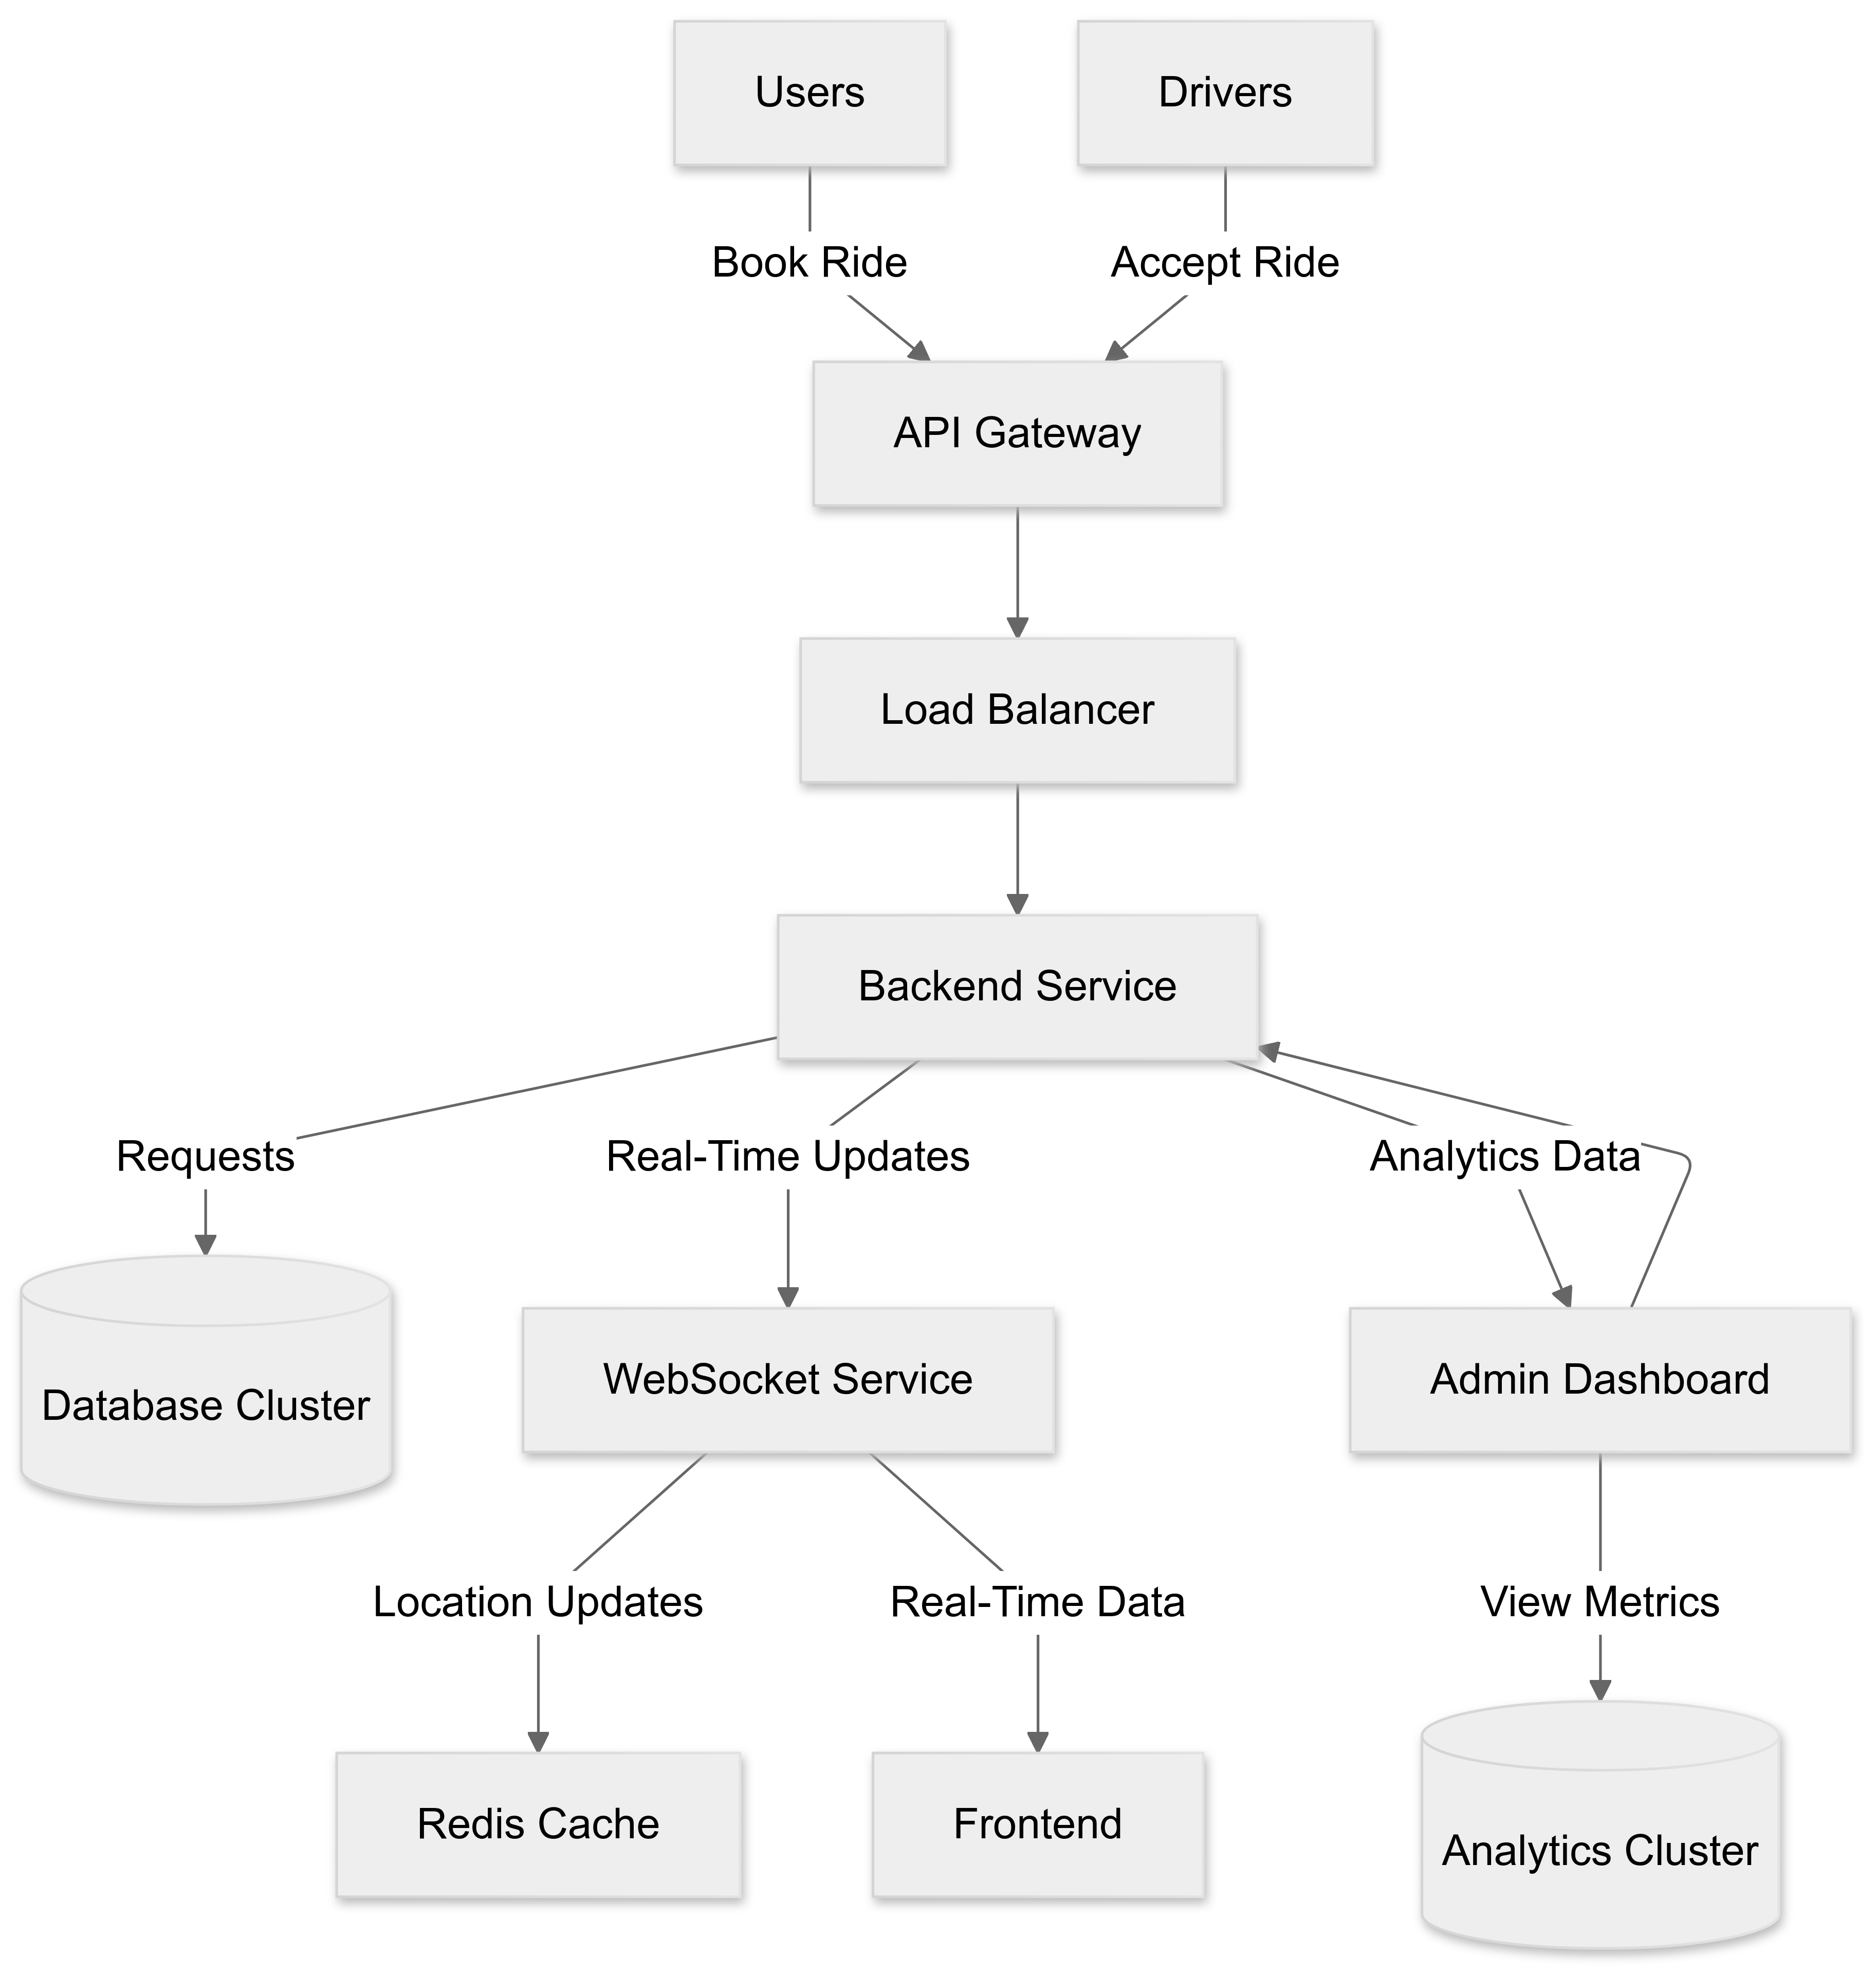 Users
Drivers
Book Ride
Accept Ride
API Gateway
Load Balancer
Backend Service
Requests
Real-Time Updates
Analytics Data
Database Cluster
WebSocket Service
Admin Dashboard
Location Updates
Real-Time Data
View Metrics
Redis Cache
Frontend
Analytics Cluster